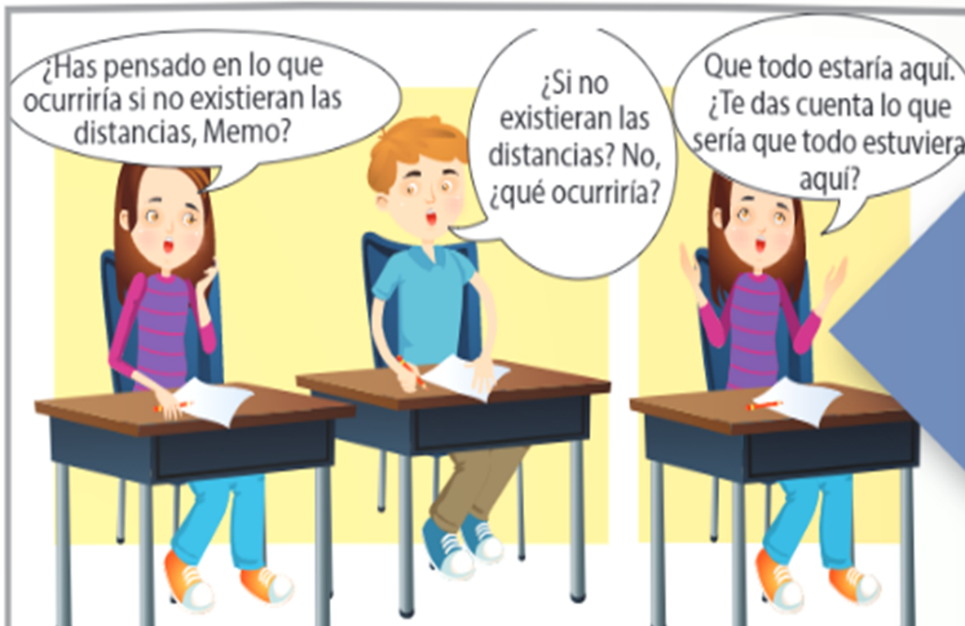 ¿Has pensado en lo que
ocurriría si no existieran las
distancias, Memo?
¿Si no
existieran las
distancias? No,
¿qué ocurriría?
Que todo estaría aquí.
¿Te das cuenta lo que
sería que todo estuviera
aquí?